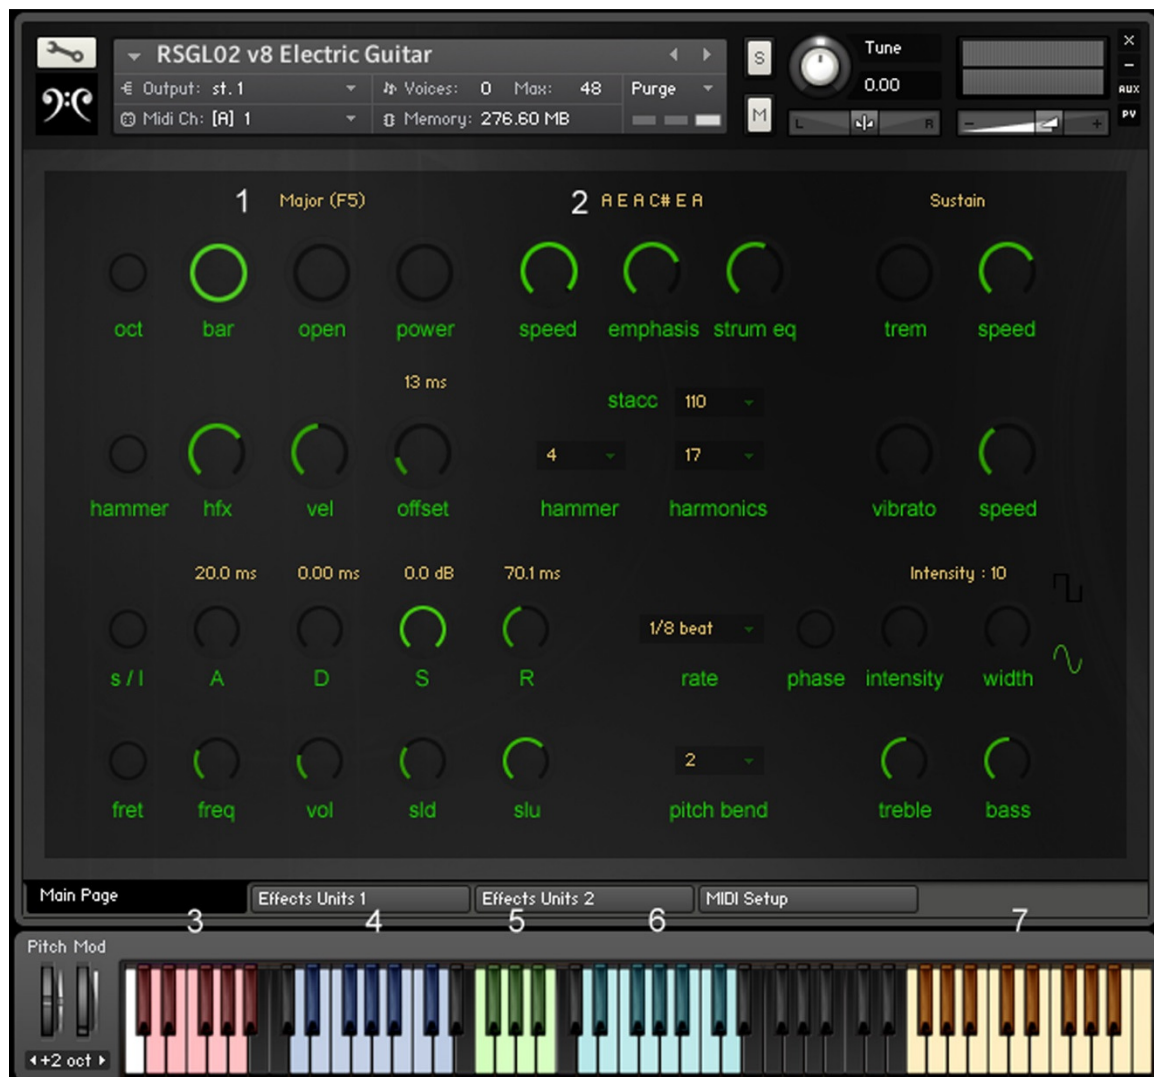 RSGL02 v8 Electric Guitar
S
Tune
×
Output: st.1
Voices: 0 Max: 48
Purge
0.00
AUX
Midi Ch: [A] 1
Memory: 276.60 MB
M
L R
- +
PV
1 Major (F5) 2 A E A C# E A Sustain
oct bar open power speed emphasis strum eq trem speed
13 ms
stacc 110
4 17
hammer hfx vel offset hammer harmonics vibrato speed
20.0 ms 0.00 ms 0.0 dB 70.1 ms Intensity : 10
1/8 beat
s / l A D S R rate phase intensity width
2
fret freq vol sld slu pitch bend treble bass
Main Page Effects Units 1 Effects Units 2 MIDI Setup
3 4 5 6 7
Pitch Mod
+2 oct